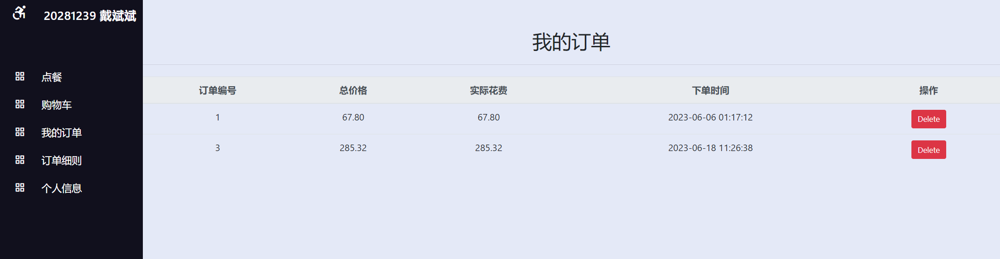 20281239 戴斌斌
点餐
购物车
我的订单
订单细则
个人信息
我的订单
订单编号 总价格 实际花费 下单时间 操作
1 67.80 67.80 2023-06-06 01:17:12 Delete
3 285.32 285.32 2023-06-18 11:26:38 Delete